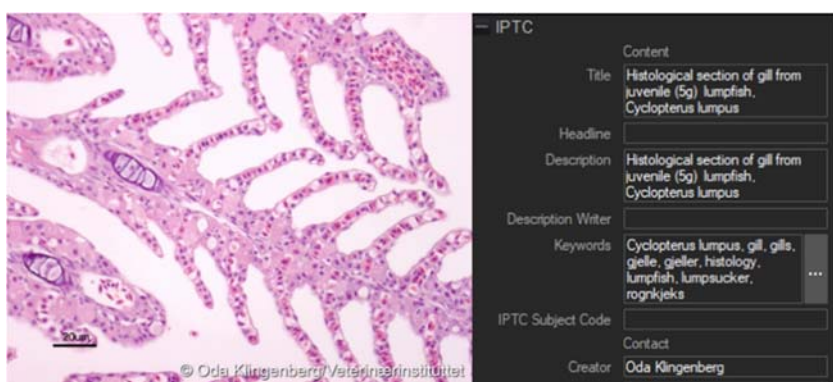 20µm
© Oda Klingenberg/Veterinærinstituttet
IPTC
Content
Title
Histological section of gill from
juvenile (5g) lumpfish,
Cyclopterus lumpus
Headline
Description
Histological section of gill from
juvenile (5g) lumpfish,
Cyclopterus lumpus
Description Writer
Keywords
Cyclopterus lumpus, gill, gills,
gjelle, gjeller, histology,
lumpfish, lumpsucker,
rognkjeks
...
IPTC Subject Code
Contact
Creator
Oda Klingenberg